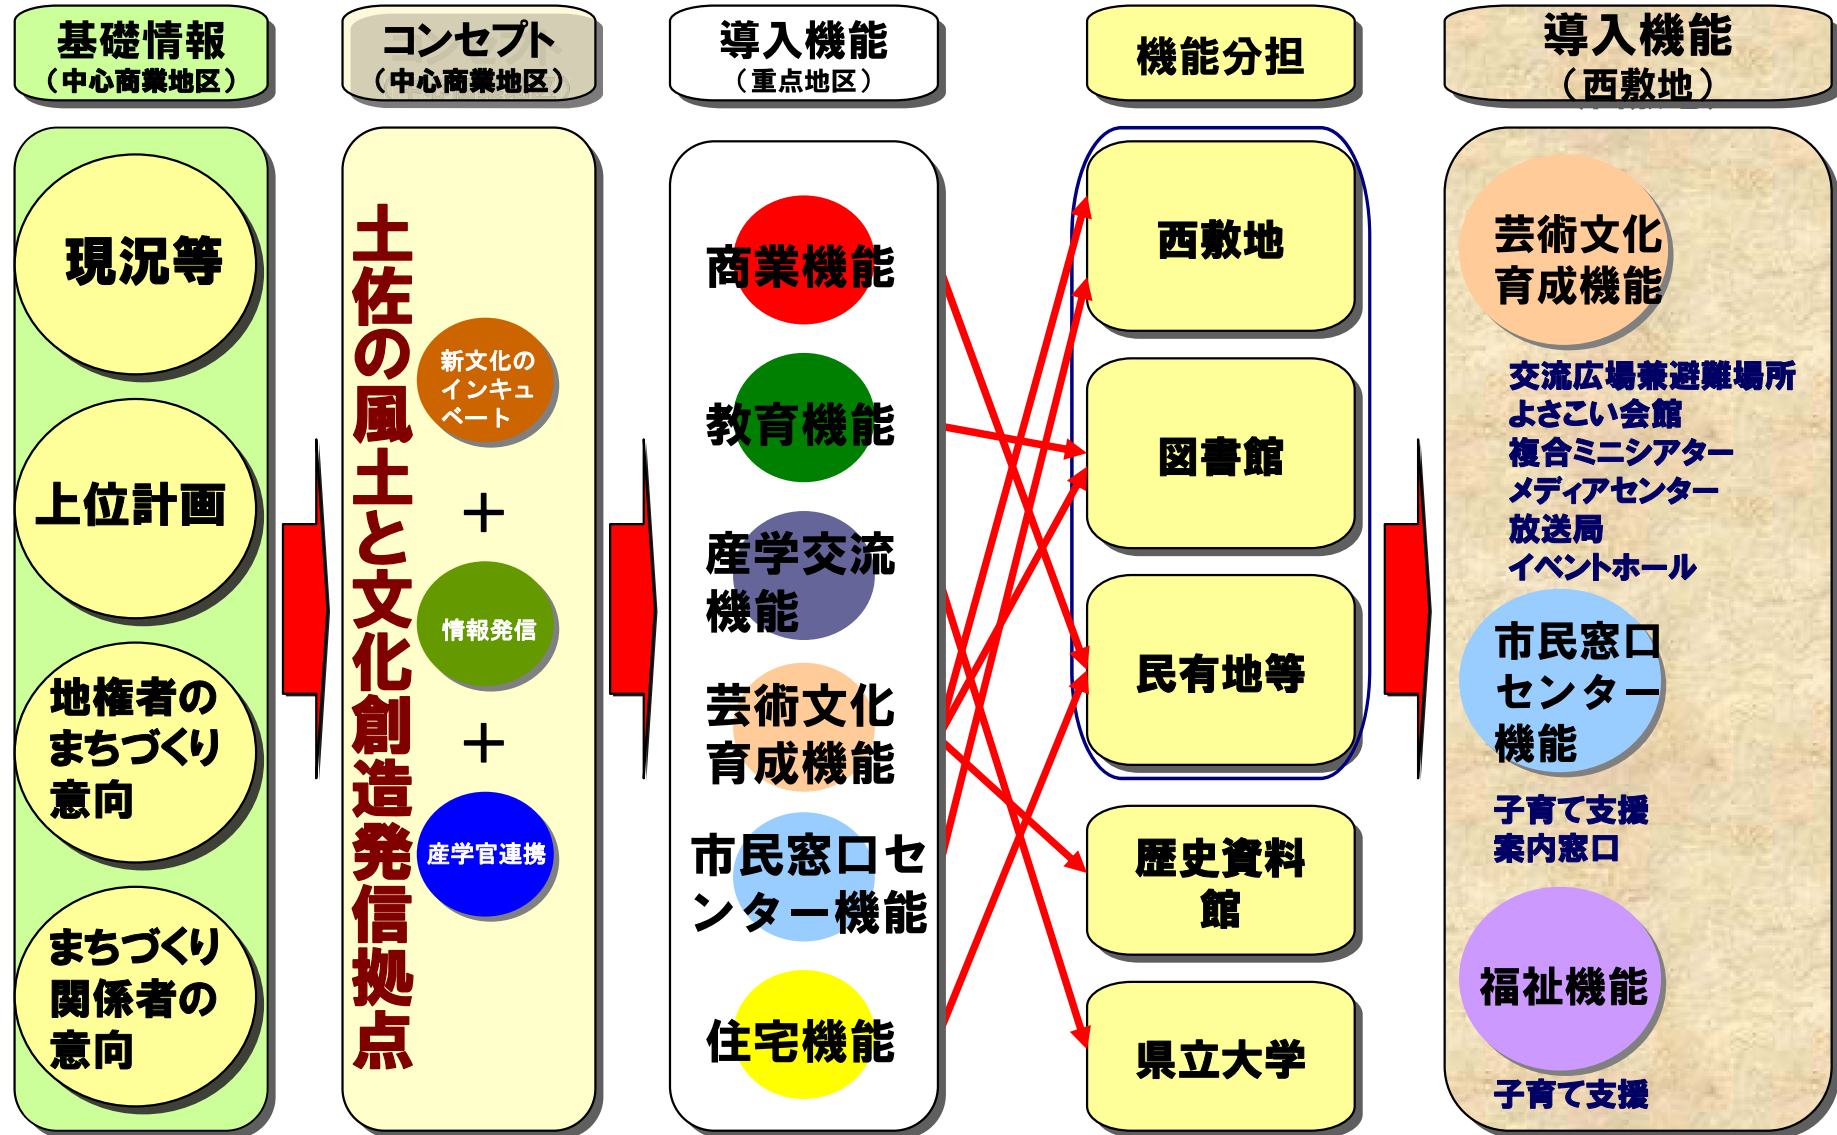 基礎情報
（中心商業地区）
現況等
上位計画
地権者の
まちづくり
意向
まちづくり
関係者の
意向
コンセプト
（中心商業地区）
土佐の風土と文化創造発信拠点
新文化の
インキュ
ベート
＋
情報発信
＋
産学官連携
導入機能
（重点地区）
商業機能
教育機能
産学交流
機能
芸術文化
育成機能
市民窓口セ
ンター機能
住宅機能
機能分担
西敷地
図書館
民有地等
歴史資料
館
県立大学
導入機能
（西敷地）
芸術文化
育成機能
交流広場兼避難場所
よさこい会館
複合ミニシアター
メディアセンター
放送局
イベントホール
市民窓口
センター
機能
子育て支援
案内窓口
福祉機能
子育て支援